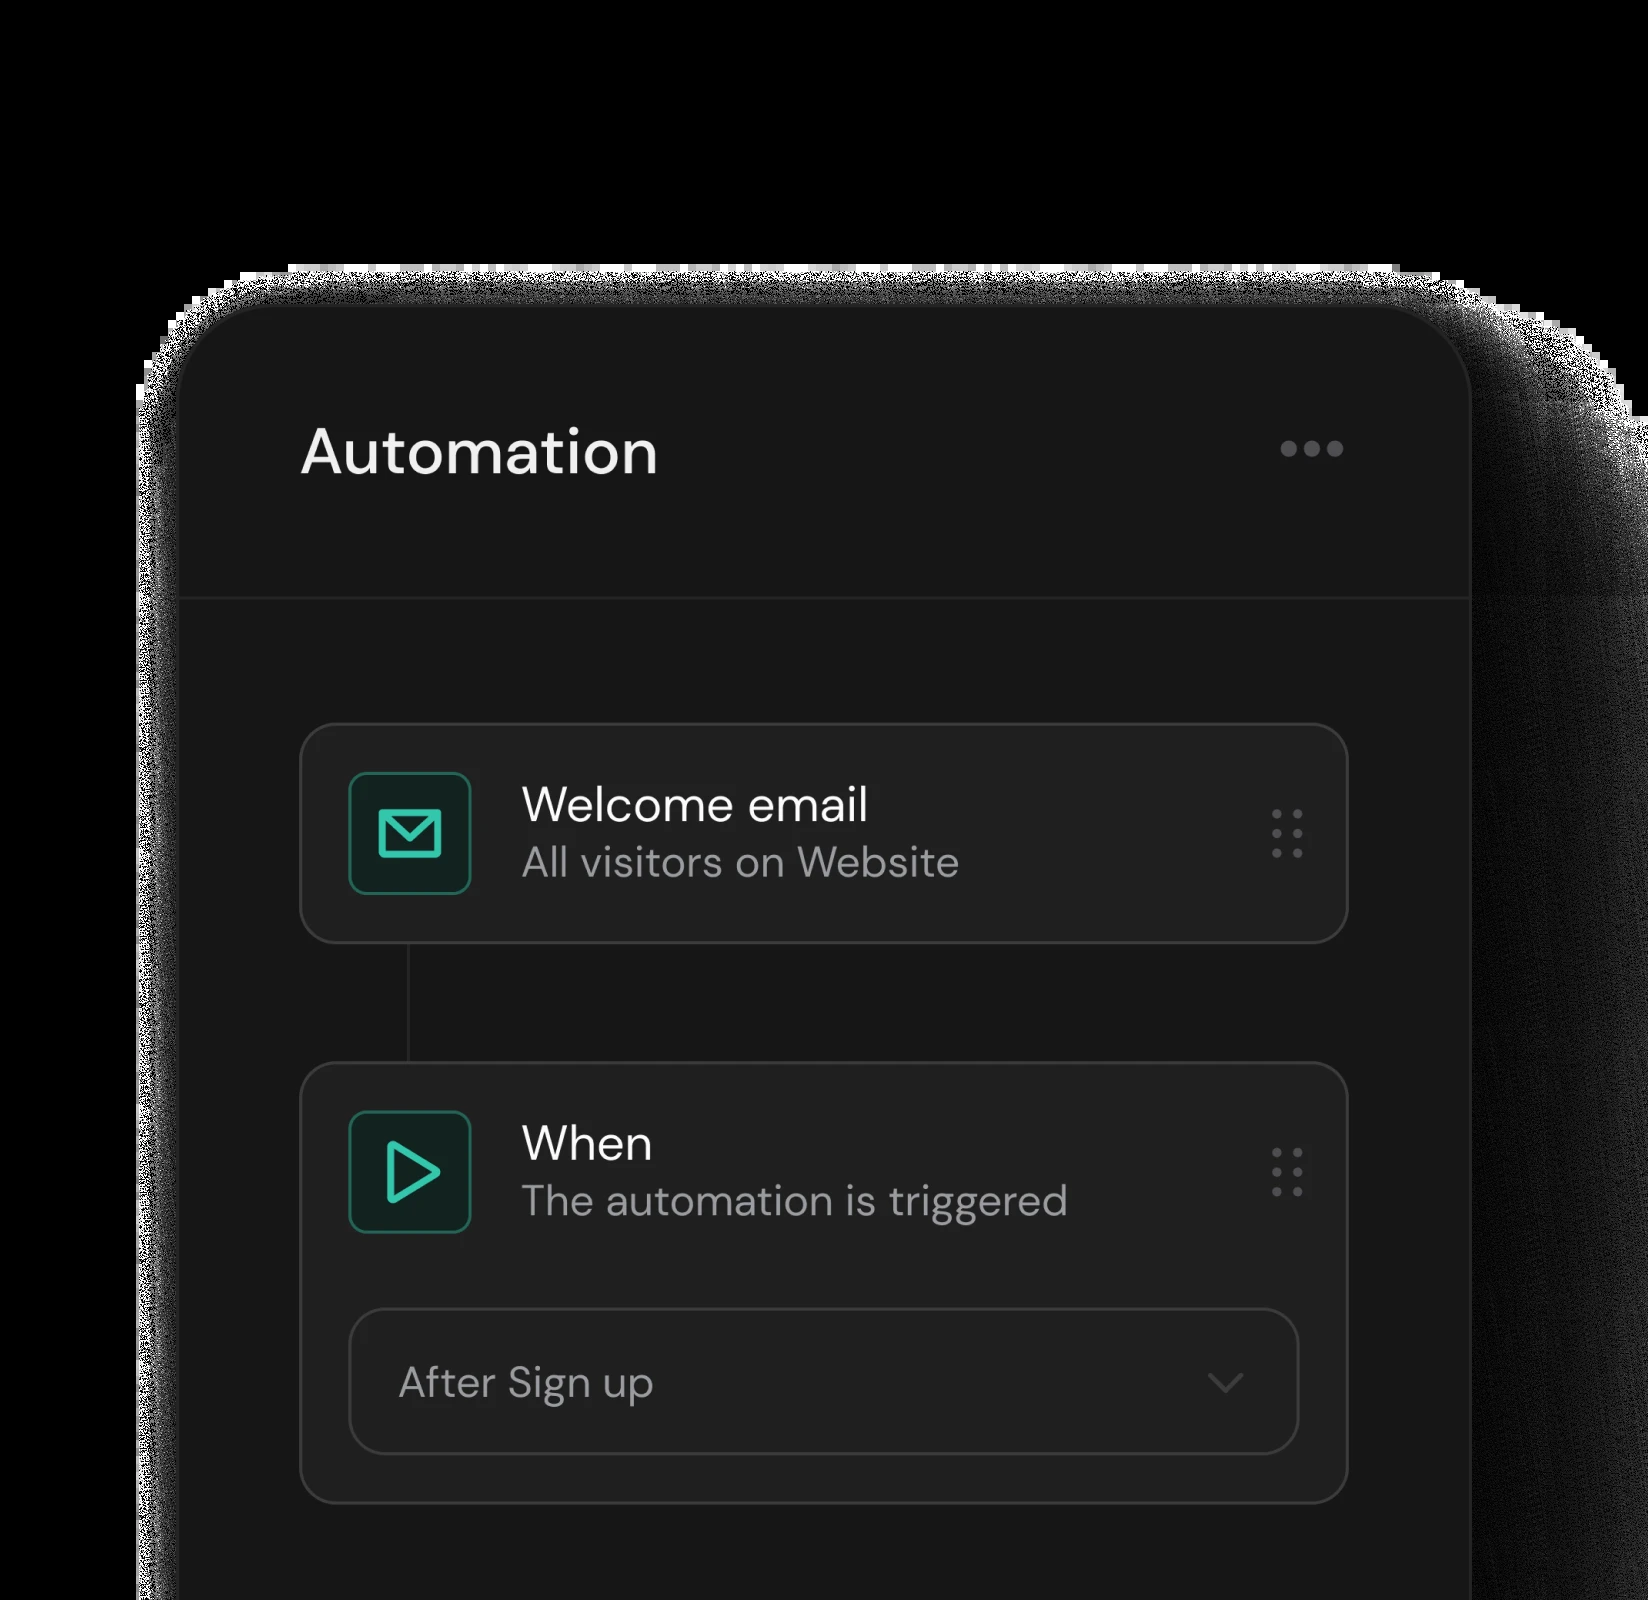 Automation
Welcome email
All visitors on Website
When
The automation is triggered
After Sign up